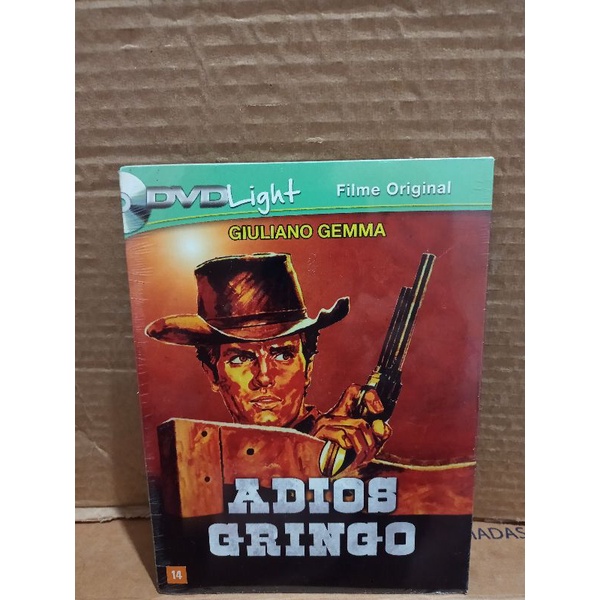 DVDLight
Filme Original
GIULIANO GEMMA
ADIOS
GRINGO
14